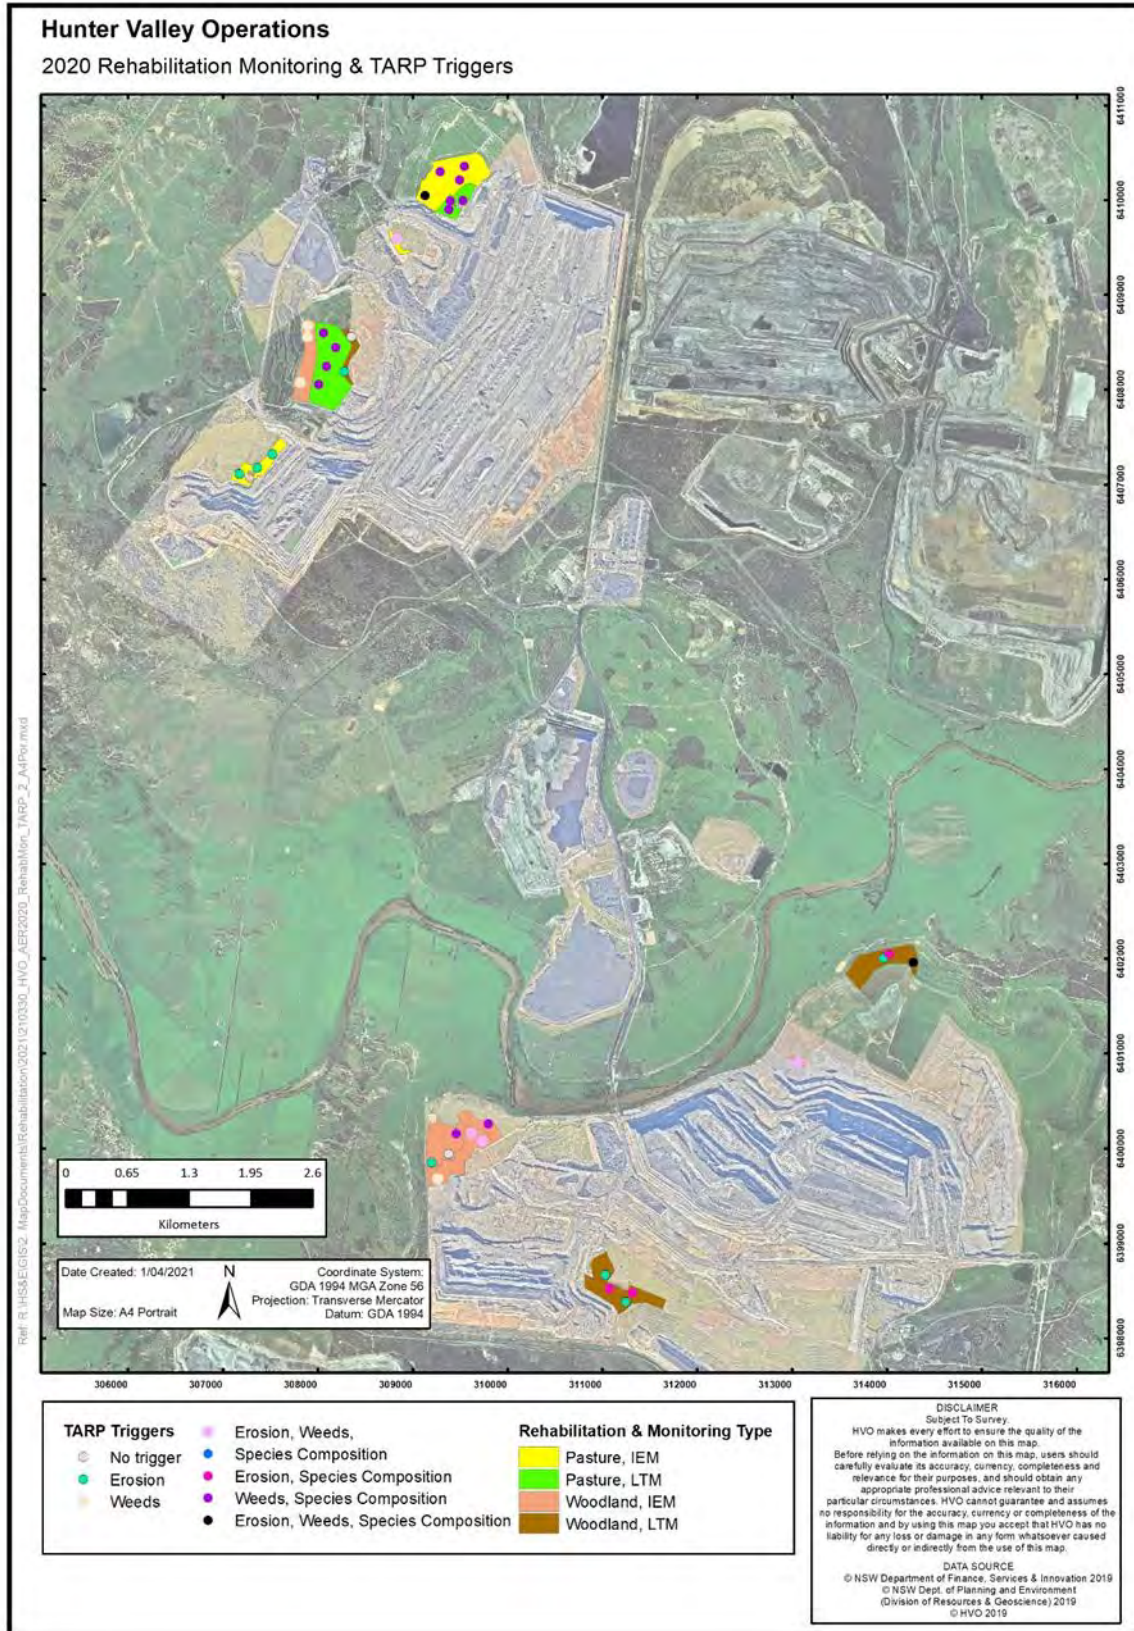 Hunter Valley Operations
2020 Rehabilitation Monitoring & TARP Triggers
6411000
6410000
6409000
6408000
6407000
6406000
6405000
6404000
6403000
6402000
6401000
6400000
6399000
6398000
Ref: R:\HS&E\GIS\2_MapDocuments\Rehabilitation\2021\210330_HVO_AER2020_RehabMon_TARP_2_A4Por.mxd
0 0.65 1.3 1.95 2.6
Kilometers
Date Created: 1/04/2021
Map Size: A4 Portrait
N
Coordinate System:
GDA 1994 MGA Zone 56
Projection: Transverse Mercator
Datum: GDA 1994
306000 307000 308000 309000 310000 311000 312000 313000 314000 315000 316000
TARP Triggers
No trigger
Erosion
Weeds
Erosion, Weeds,
Species Composition
Erosion, Species Composition
Weeds, Species Composition
Erosion, Weeds, Species Composition
Rehabilitation & Monitoring Type
Pasture, IEM
Pasture, LTM
Woodland, IEM
Woodland, LTM
DISCLAIMER
Subject To Survey.
HVO makes every effort to ensure the quality of the
information available on this map.
Before relying on the information on this map, users should
carefully evaluate its accuracy, currency, completeness and
relevance for their purposes, and should obtain any
appropriate professional advice relevant to their
particular circumstances. HVO cannot guarantee and assumes
no responsibility for the accuracy, currency or completeness of the
information and by using this map you accept that HVO has no
liability for any loss or damage in any form whatsoever caused
directly or indirectly from the use of this map.
DATA SOURCE
© NSW Department of Finance, Services & Innovation 2019
© NSW Dept. of Planning and Environment
(Division of Resources & Geoscience) 2019
© HVO 2019